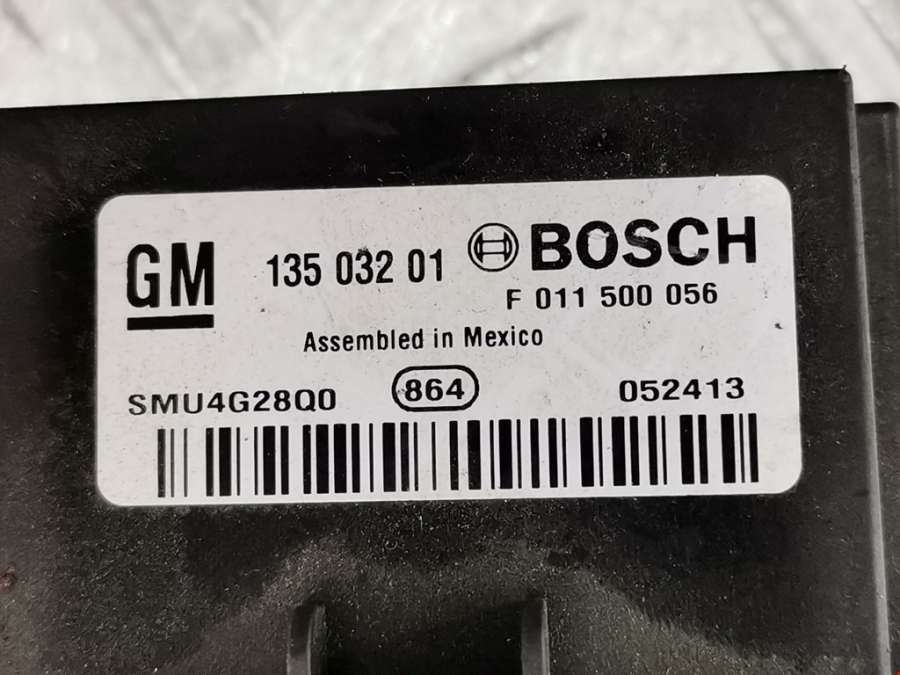 GM 135 032 01 BOSCH
F 011 500 056
Assembled in Mexico
SMU4G28Q0 864 052413